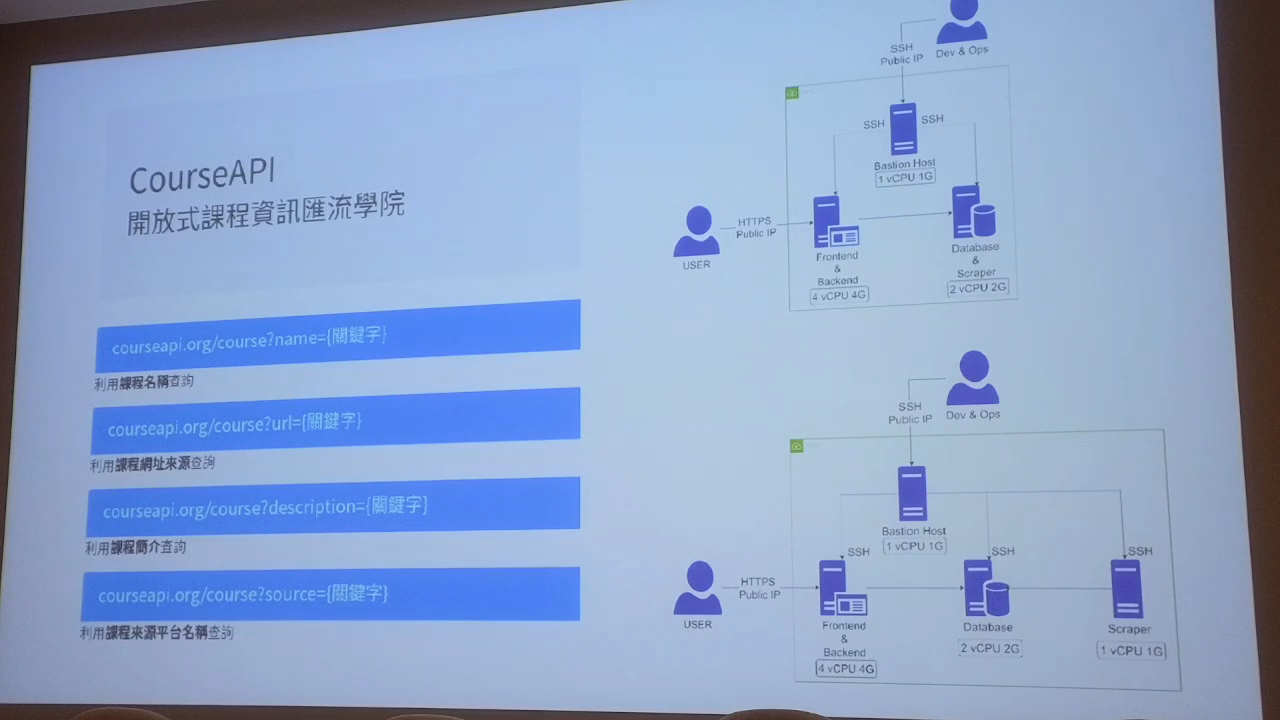 CourseAPI
開放式課程資訊匯流學院
courseapi.org/course?name={關鍵字}
利用課程名稱查詢
courseapi.org/course?url={關鍵字}
利用課程網址來源查詢
courseapi.org/course?description={關鍵字}
利用課程簡介查詢
courseapi.org/course?source={關鍵字}
利用課程來源平台名稱查詢
SSH
Public IP
Dev & Ops
SSH
SSH
Bastion Host
1 vCPU 1G
USER
HTTPS
Public IP
Frontend
&
Backend
4 vCPU 4G
Database
&
Scraper
2 vCPU 2G
SSH
Public IP
Dev & Ops
Bastion Host
1 vCPU 1G
SSH
SSH
SSH
USER
HTTPS
Public IP
Frontend
&
Backend
4 vCPU 4G
Database
2 vCPU 2G
Scraper
1 vCPU 1G